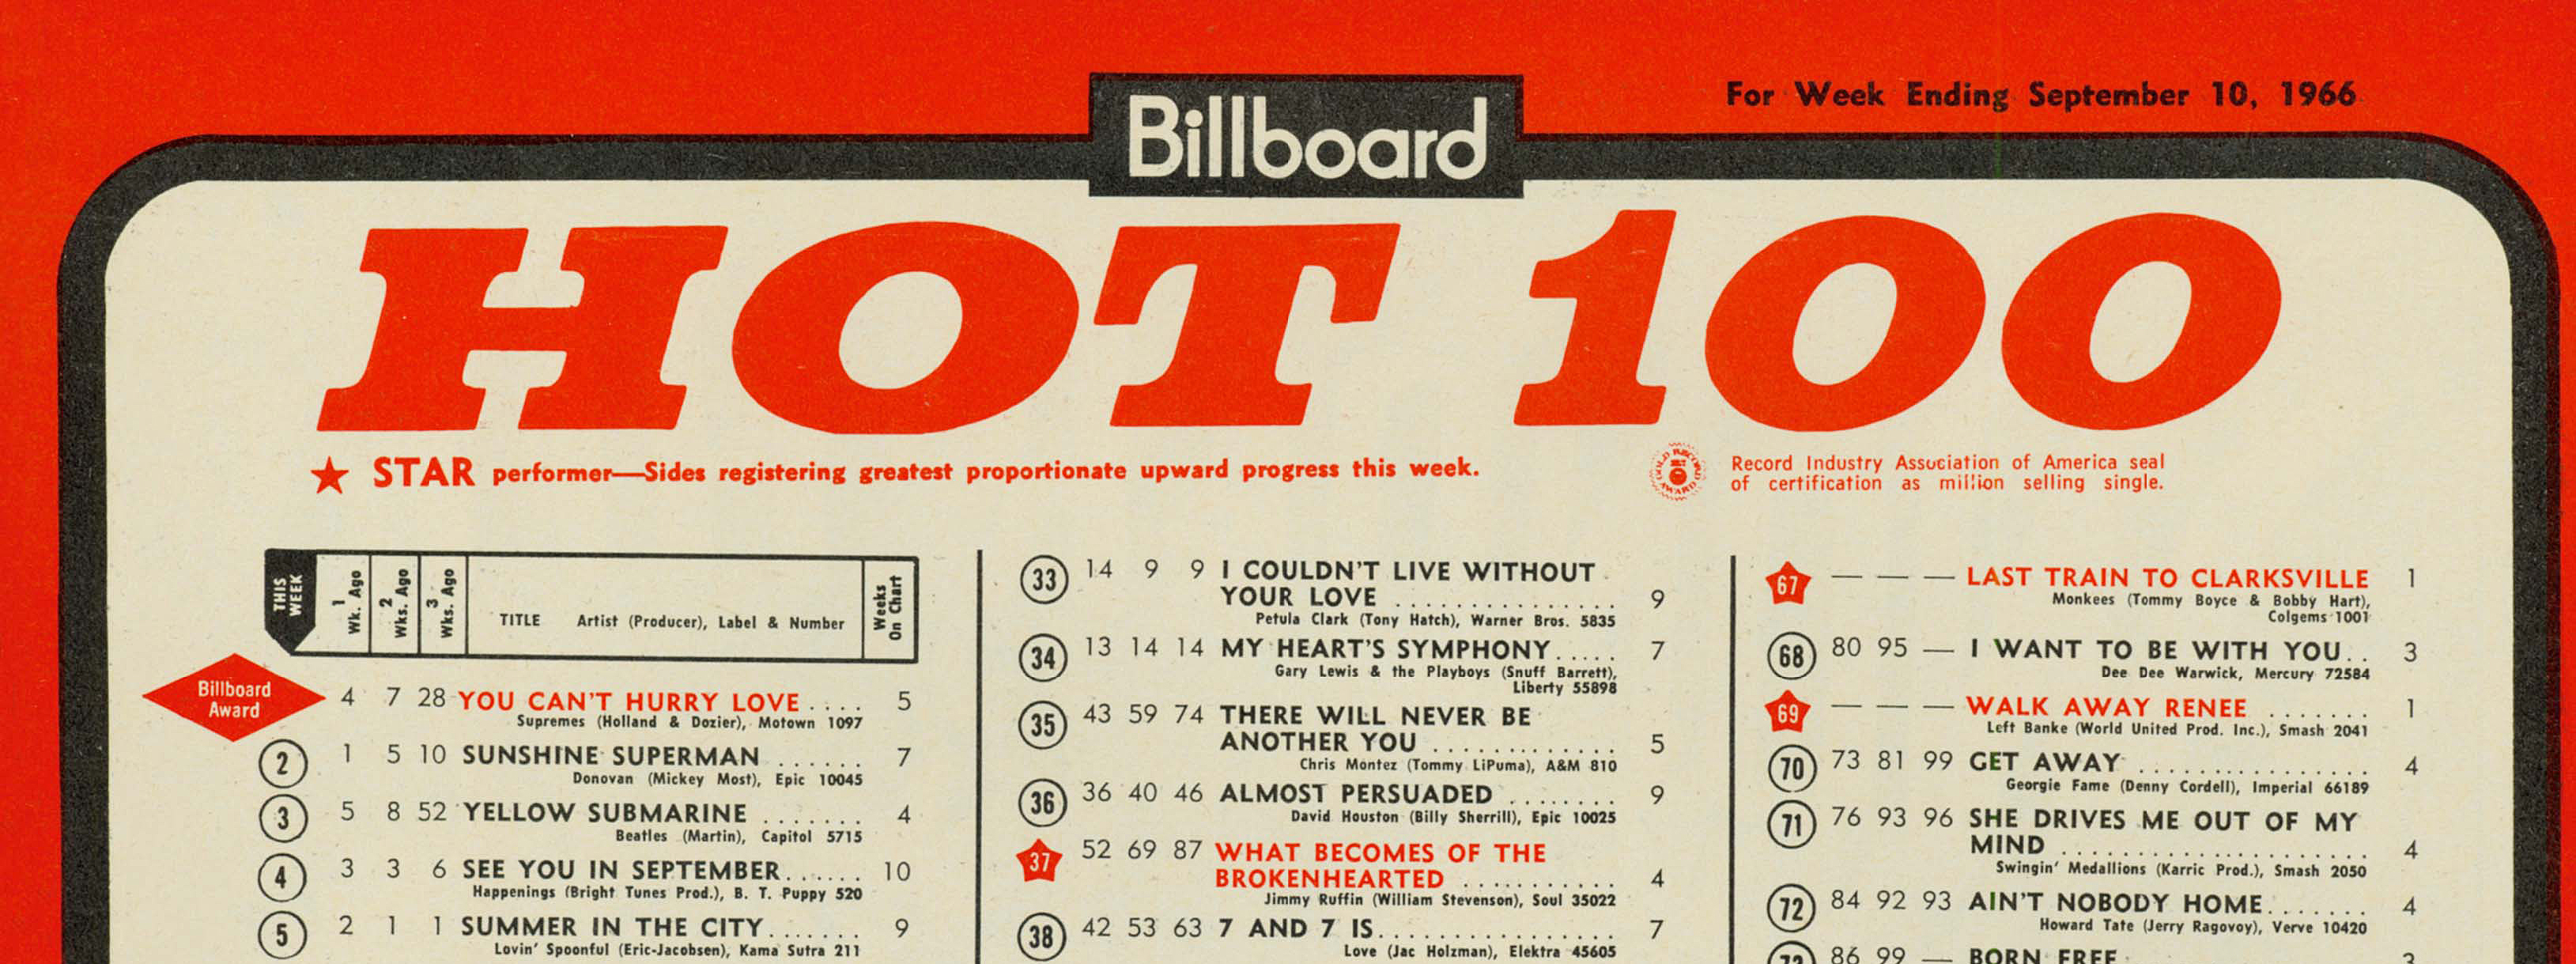 For Week Ending September 10, 1966
Billboard
HOT 100
★ STAR performer—Sides registering greatest proportionate upward progress this week.
Record Industry Association of America seal
of certification as million selling single.
THIS WEEK
1 Wk. Ago
2 Wks. Ago
3 Wks. Ago
TITLE Artist (Producer), Label & Number
Weeks On Chart
Billboard Award 4 7 28 YOU CAN'T HURRY LOVE .... 5
Supremes (Holland & Dozier), Motown 1097
2 1 5 10 SUNSHINE SUPERMAN ...... 7
Donovan (Mickey Most), Epic 10045
3 5 8 52 YELLOW SUBMARINE ....... 4
Beatles (Martin), Capitol 5715
4 3 3 6 SEE YOU IN SEPTEMBER...... 10
Happenings (Bright Tunes Prod.), B. T. Puppy 520
5 2 1 1 SUMMER IN THE CITY....... 9
Lovin' Spoonful (Eric-Jacobsen), Kama Sutra 211
33 14 9 9 I COULDN'T LIVE WITHOUT
YOUR LOVE ............... 9
Petula Clark (Tony Hatch), Warner Bros. 5835
34 13 14 14 MY HEART'S SYMPHONY..... 7
Gary Lewis & the Playboys (Snuff Barrett),
Liberty 55898
35 43 59 74 THERE WILL NEVER BE
ANOTHER YOU ............. 5
Chris Montez (Tommy LiPuma), A&M 810
36 36 40 46 ALMOST PERSUADED ........ 9
David Houston (Billy Sherrill), Epic 10025
37 52 69 87 WHAT BECOMES OF THE
BROKENHEARTED ........... 4
Jimmy Ruffin (William Stevenson), Soul 35022
38 42 53 63 7 AND 7 IS................ 7
Love (Jac Holzman), Elektra 45605
67 — — — LAST TRAIN TO CLARKSVILLE 1
Monkees (Tommy Boyce & Bobby Hart),
Colgems 1001
68 80 95 — I WANT TO BE WITH YOU.. 3
Dee Dee Warwick, Mercury 72584
69 — — — WALK AWAY RENEE ....... 1
Left Banke (World United Prod. Inc.), Smash 2041
70 73 81 99 GET AWAY ................ 4
Georgie Fame (Denny Cordell), Imperial 66189
71 76 93 96 SHE DRIVES ME OUT OF MY
MIND .................... 4
Swingin' Medallions (Karric Prod.), Smash 2050
72 84 92 93 AIN'T NOBODY HOME....... 4
Howard Tate (Jerry Ragovoy), Verve 10420
73 86 99 — BORN FREE 3